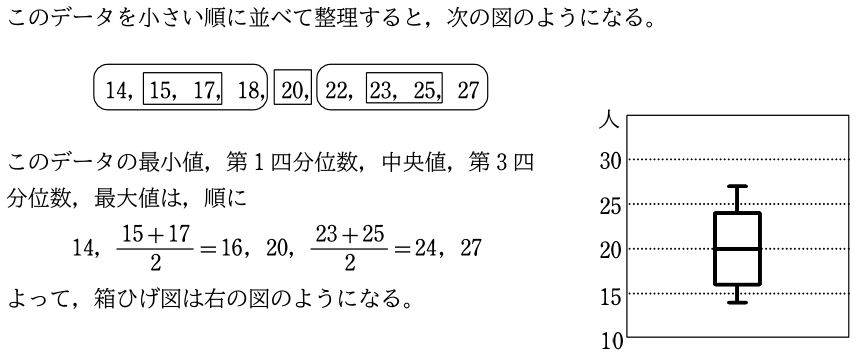 このデータを小さい順に並べて整理すると，次の図のようになる。
14, 15, 17, 18, 20, 22, 23, 25, 27
このデータの最小値，第1四分位数，中央値，第3四
分位数，最大値は，順に
14, (15+17)/2=16, 20, (23+25)/2=24, 27
よって，箱ひげ図は右の図のようになる。
人
30
25
20
15
10